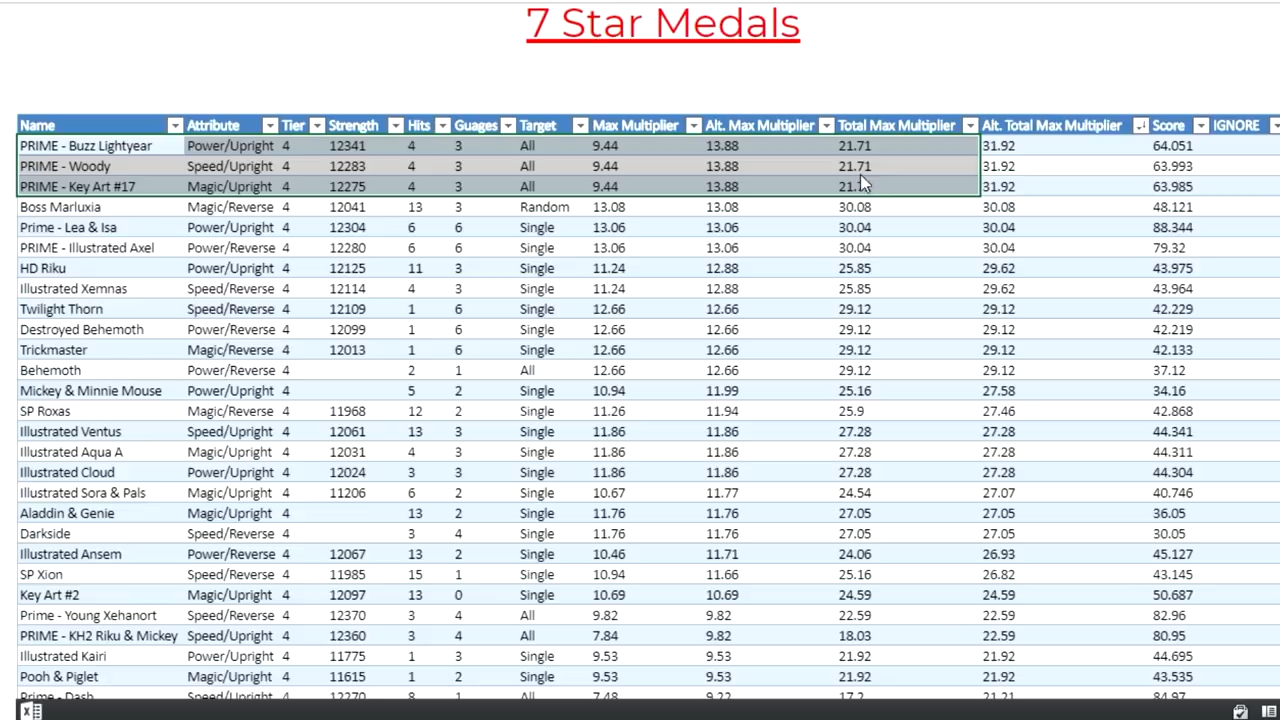 7 Star Medals
Name Attribute Tier Strength Hits Guages Target Max Multiplier Alt. Max Multiplier Total Max Multiplier Alt. Total Max Multiplier Score IGNORE
PRIME - Buzz Lightyear Power/Upright 4 12341 4 3 All 9.44 13.88 21.71 31.92 64.051
PRIME - Woody Speed/Upright 4 12283 4 3 All 9.44 13.88 21.71 31.92 63.993
PRIME - Key Art #17 Magic/Upright 4 12275 4 3 All 9.44 13.88 31.92 63.985
Boss Marluxia Magic/Reverse 4 12041 13 3 Random 13.08 13.08 30.08 30.08 48.121
Prime - Lea & Isa Power/Upright 4 12304 6 6 Single 13.06 13.06 30.04 30.04 88.344
PRIME - Illustrated Axel Power/Reverse 4 12280 6 6 Single 13.06 13.06 30.04 30.04 79.32
HD Riku Power/Upright 4 12125 11 3 Single 11.24 12.88 25.85 29.62 43.975
Illustrated Xemnas Speed/Reverse 4 12114 4 3 Single 11.24 12.88 25.85 29.62 43.964
Twilight Thorn Speed/Reverse 4 12109 1 6 Single 12.66 12.66 29.12 29.12 42.229
Destroyed Behemoth Power/Reverse 4 12099 1 6 Single 12.66 12.66 29.12 29.12 42.219
Trickmaster Magic/Reverse 4 12013 1 6 Single 12.66 12.66 29.12 29.12 42.133
Behemoth Power/Reverse 4 2 1 All 12.66 12.66 29.12 29.12 37.12
Mickey & Minnie Mouse Power/Upright 4 5 2 Single 10.94 11.99 25.16 27.58 34.16
SP Roxas Magic/Reverse 4 11968 12 2 Single 11.26 11.94 25.9 27.46 42.868
Illustrated Ventus Speed/Upright 4 12061 13 3 Single 11.86 11.86 27.28 27.28 44.341
Illustrated Aqua A Magic/Upright 4 12031 4 3 Single 11.86 11.86 27.28 27.28 44.311
Illustrated Cloud Power/Upright 4 12024 3 3 Single 11.86 11.86 27.28 27.28 44.304
Illustrated Sora & Pals Magic/Upright 4 11206 6 2 Single 10.67 11.77 24.54 27.07 40.746
Aladdin & Genie Magic/Upright 4 13 2 Single 11.76 11.76 27.05 27.05 36.05
Darkside Speed/Reverse 4 3 4 Single 11.76 11.76 27.05 27.05 30.05
Illustrated Ansem Power/Reverse 4 12067 13 2 Single 10.46 11.71 24.06 26.93 45.127
SP Xion Speed/Reverse 4 11985 15 1 Single 10.94 11.66 25.16 26.82 43.145
Key Art #2 Magic/Upright 4 12097 13 0 Single 10.69 10.69 24.59 24.59 50.687
Prime - Young Xehanort Speed/Reverse 4 12370 3 4 All 9.82 9.82 22.59 22.59 82.96
PRIME - KH2 Riku & Mickey Speed/Upright 4 12360 3 4 All 7.84 9.82 18.03 22.59 80.95
Illustrated Kairi Power/Upright 4 11775 1 3 Single 9.53 9.53 21.92 21.92 44.695
Pooh & Piglet Magic/Upright 4 11615 1 2 Single 9.53 9.53 21.92 21.92 43.535
Prime - Dash Speed/Upright 4 12270 8 1 All 7.48 9.22 17.2 21.21 84.97